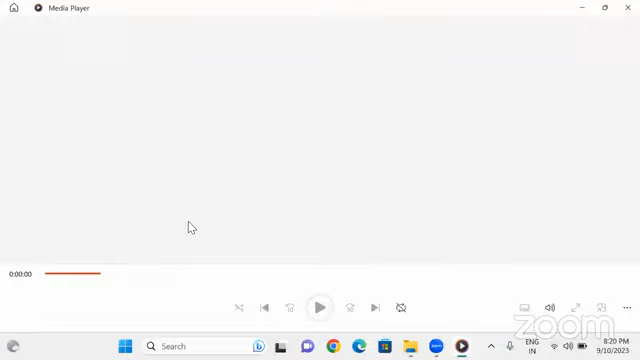 Media Player
0:00:00
Search
ENG
IN
8:20 PM
9/10/2023
zoom